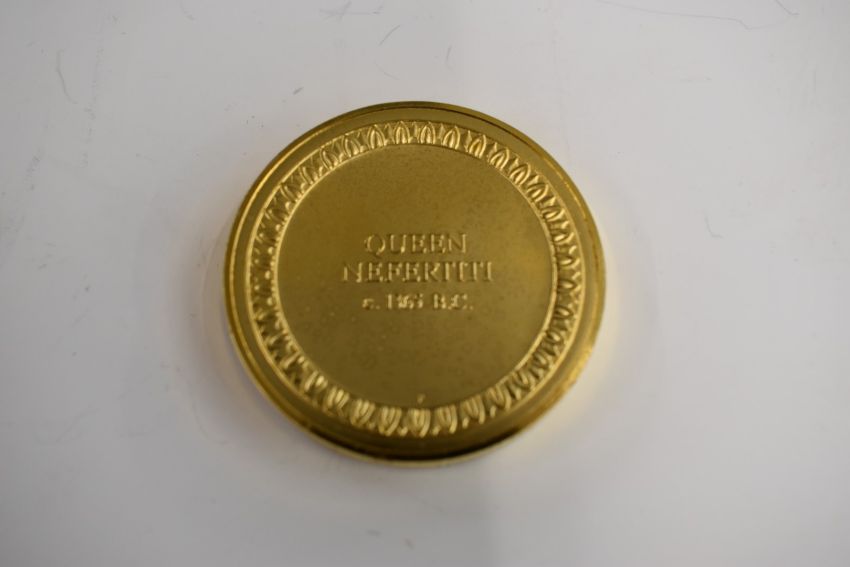 QUEEN
NEFERTITI
c. 1365 B.C.